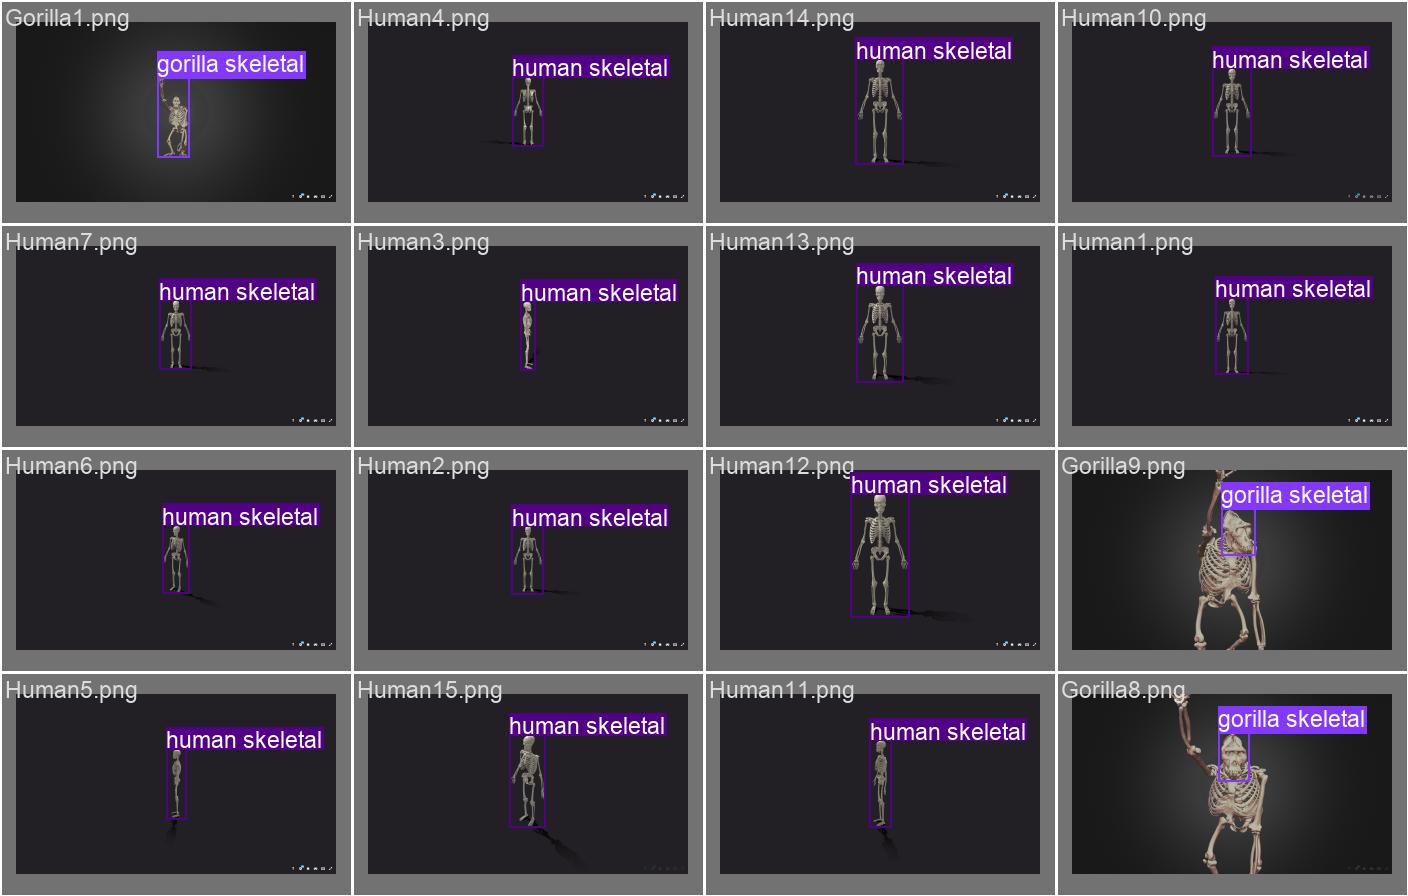 Gorilla1.png
gorilla skeletal
Human4.png
human skeletal
Human14.png
human skeletal
Human10.png
human skeletal
Human7.png
human skeletal
Human3.png
human skeletal
Human13.png
human skeletal
Human1.png
human skeletal
Human6.png
human skeletal
Human2.png
human skeletal
Human12.png
human skeletal
Gorilla9.png
gorilla skeletal
Human5.png
human skeletal
Human15.png
human skeletal
Human11.png
human skeletal
Gorilla8.png
gorilla skeletal